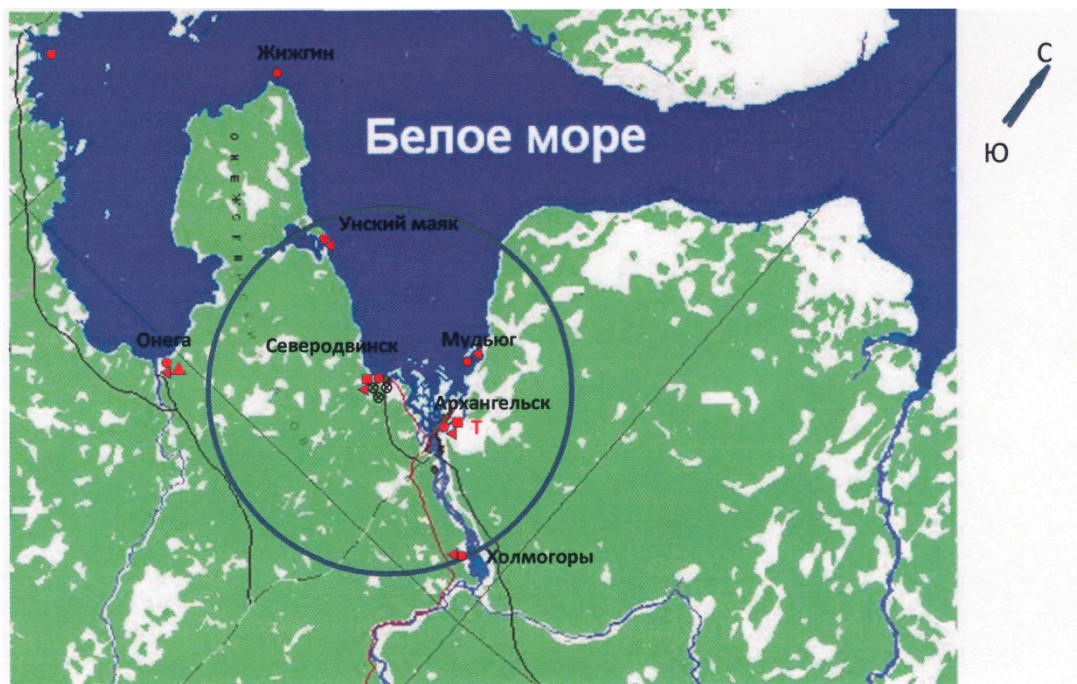 Жижгин
С
Белое море
Ю
Унский маяк
Онега
Северодвинск
Мудьюг
Архангельск
Т
Холмогоры